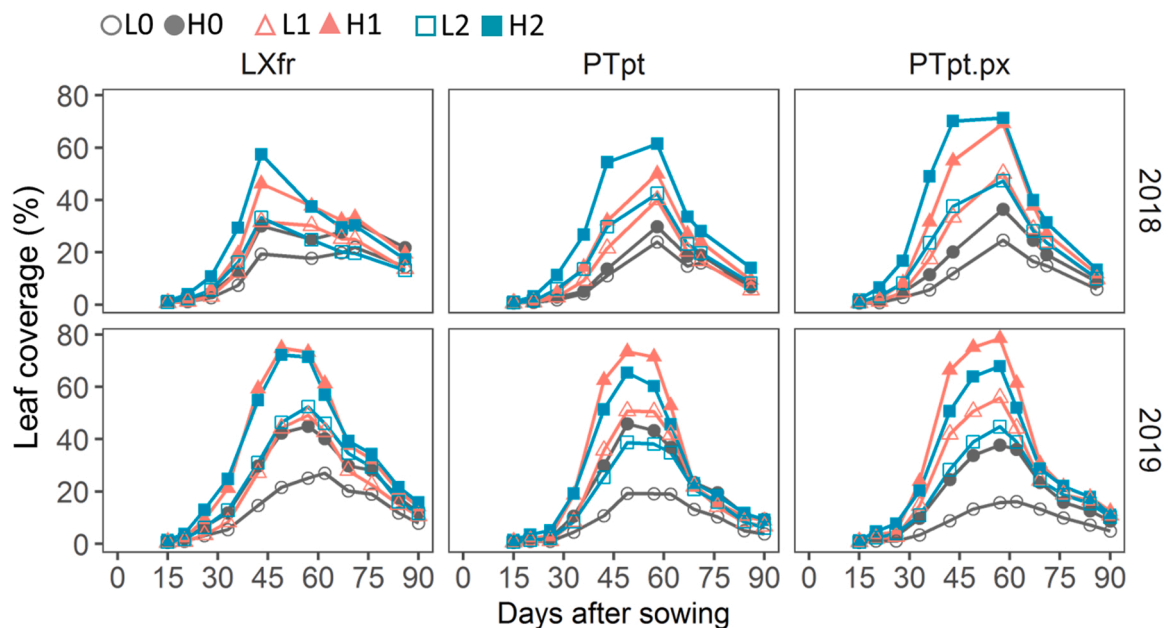 L0 H0 L1 H1 L2 H2
LXfr PTpt PTpt.px
80
60
40
20
0
2018
80
60
40
20
0
2019
Leaf coverage (%)
0 15 30 45 60 75 90 0 15 30 45 60 75 90 0 15 30 45 60 75 90
Days after sowing